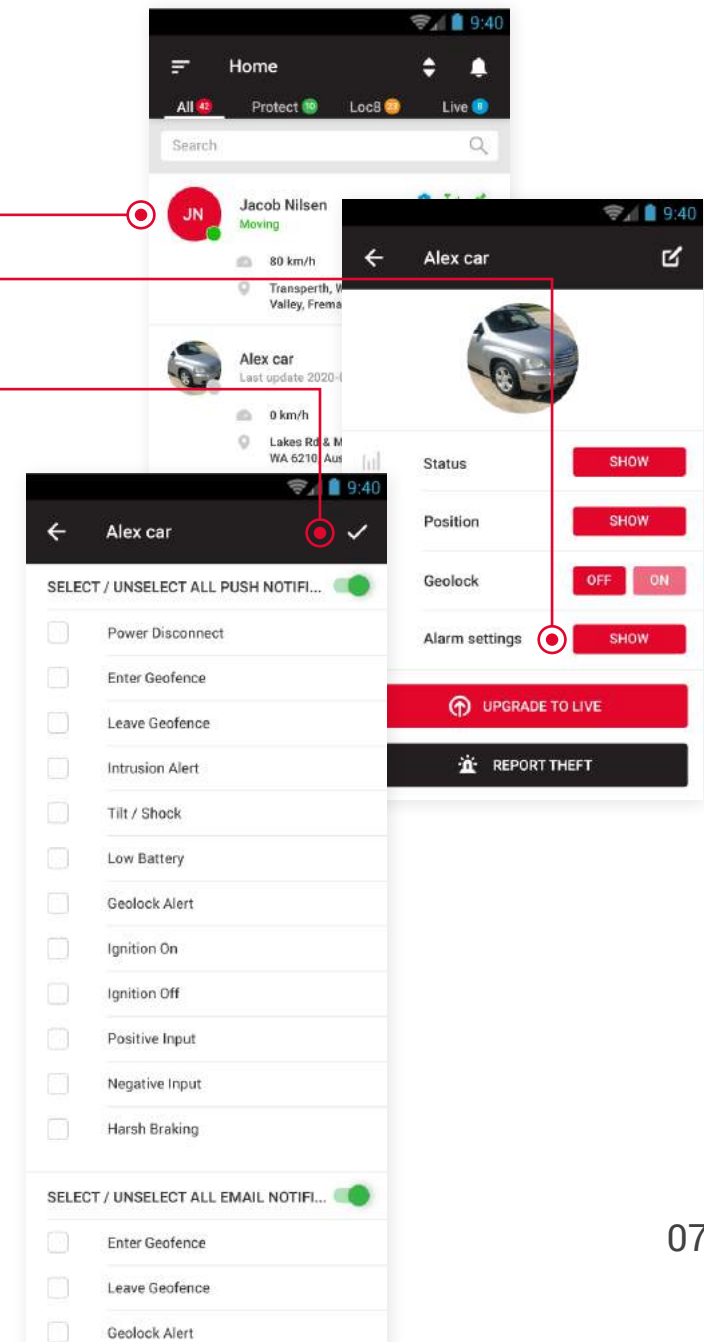 9:40
Home
All 42 Protect 10 Loc8 23 Live 8
Search
JN
Jacob Nilsen
Moving
80 km/h
Transperth,
Valley,
Alex car
Last update
0 km/h
Lakes Rd &
WA 6210,
9:40
Alex car
Status SHOW
Position SHOW
Geolock OFF ON
Alarm settings SHOW
UPGRADE TO LIVE
REPORT THEFT
9:40
Alex car
SELECT / UNSELECT ALL PUSH NOTIFI...
Power Disconnect
Enter Geofence
Leave Geofence
Intrusion Alert
Tilt / Shock
Low Battery
Geolock Alert
Ignition On
Ignition Off
Positive Input
Negative Input
Harsh Braking
SELECT / UNSELECT ALL EMAIL NOTIFI...
Enter Geofence
Leave Geofence
Geolock Alert
07